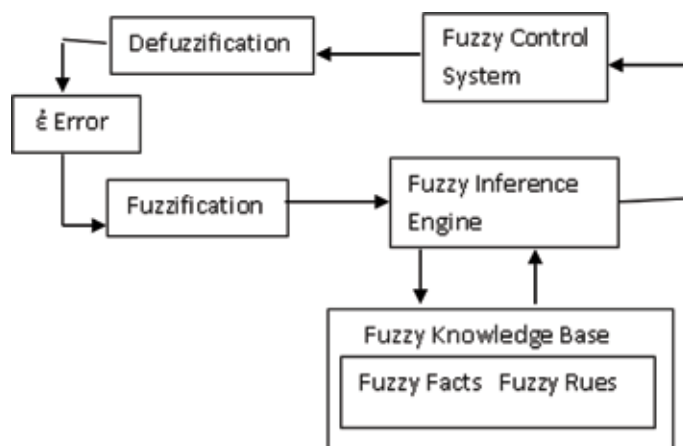 Defuzzification
Fuzzy Control
System
ἐ Error
Fuzzification
Fuzzy Inference
Engine
Fuzzy Knowledge Base
Fuzzy Facts Fuzzy Rues